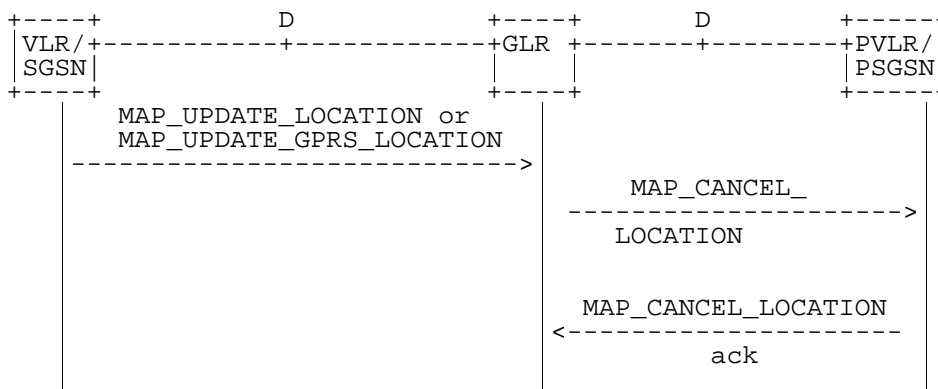 D D
VLR/ GLR PVLR/
SGSN PSGSN
MAP_UPDATE_LOCATION or
MAP_UPDATE_GPRS_LOCATION
MAP_CANCEL_
LOCATION
MAP_CANCEL_LOCATION
ack